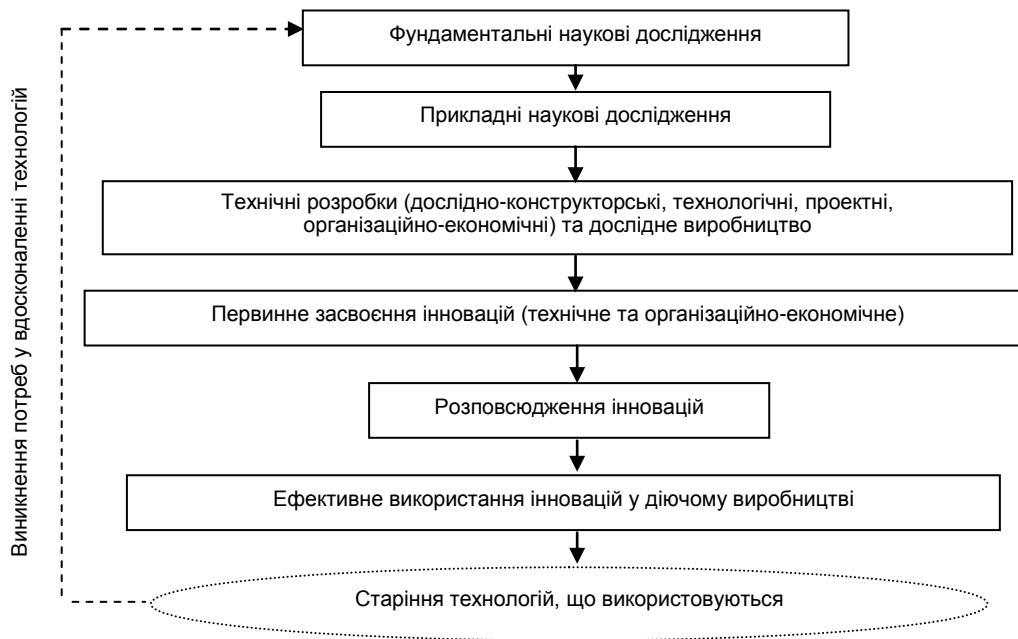 Фундаментальні наукові дослідження
Прикладні наукові дослідження
Технічні розробки (дослідно-конструкторські, технологічні, проектні,
організаційно-економічні) та дослідне виробництво
Первинне засвоєння інновацій (технічне та організаційно-економічне)
Розповсюдження інновацій
Ефективне використання інновацій у діючому виробництві
Старіння технологій, що використовуються
Виникнення потреб у вдосконаленні технологій